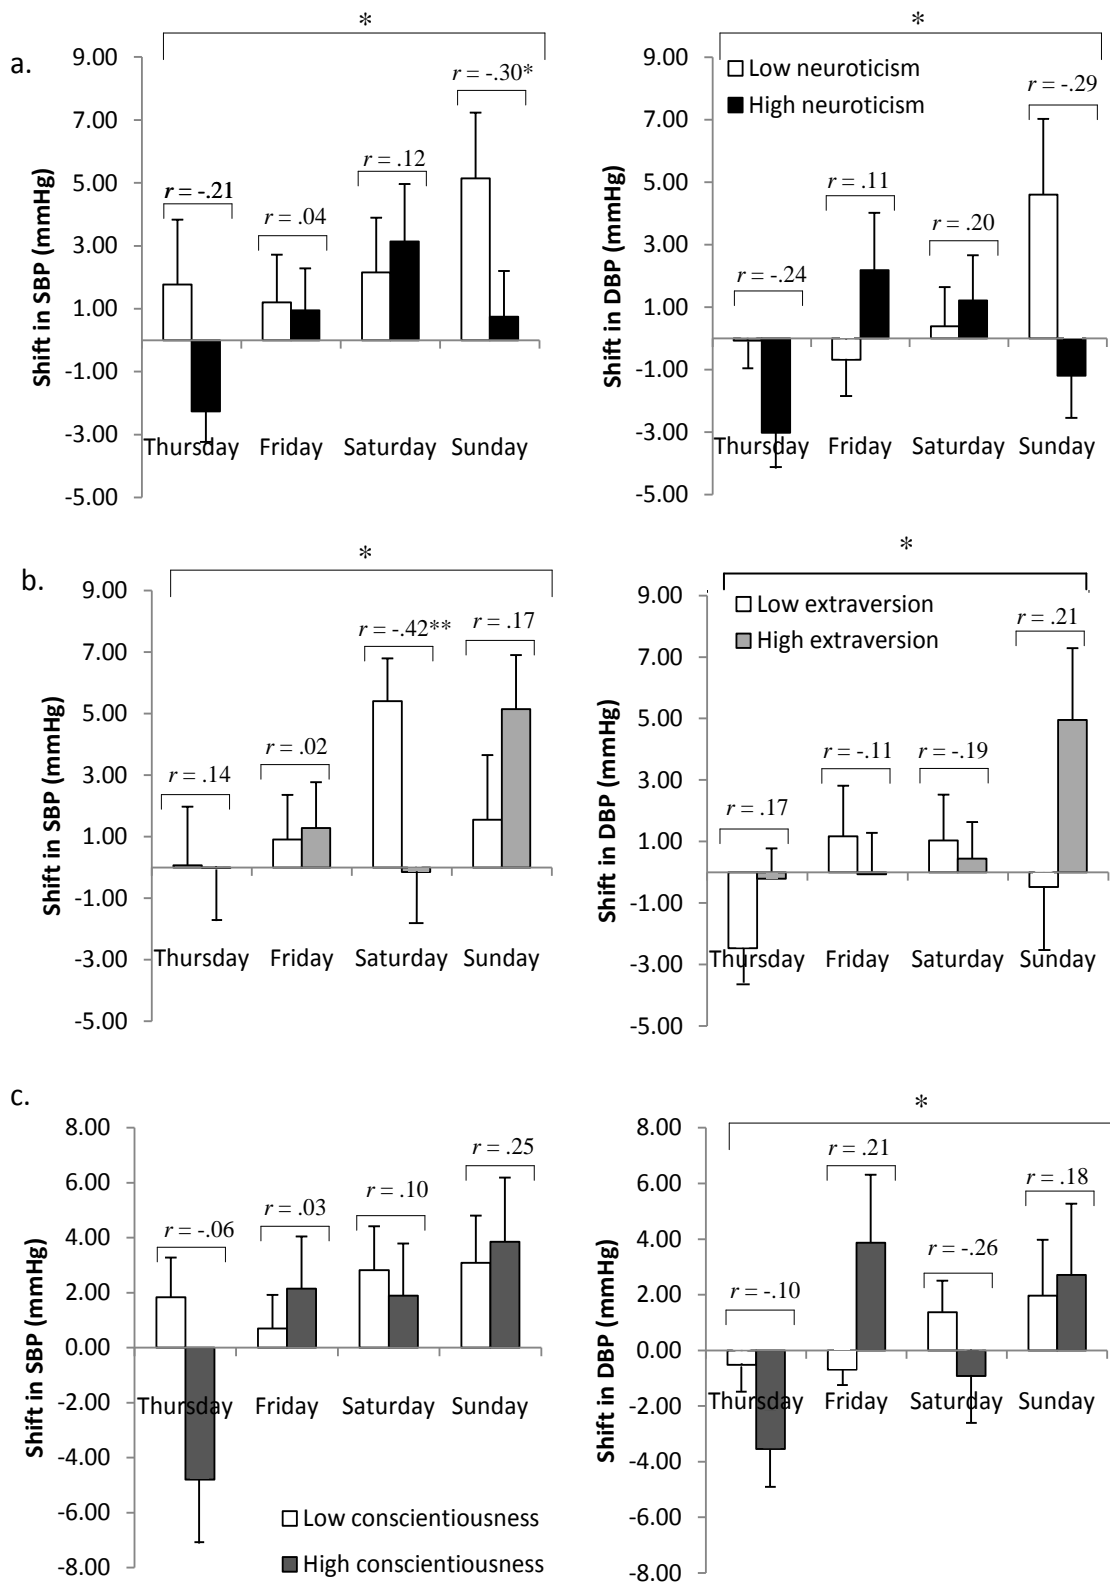 a.
*
9.00
7.00
5.00
3.00
1.00
-1.00
-3.00
-5.00
Shift in SBP (mmHg)
r = -.21
r = .04
r = .12
r = -.30*
Thursday Friday Saturday Sunday
*
9.00
7.00
5.00
3.00
1.00
-1.00
-3.00
-5.00
Shift in DBP (mmHg)
Low neuroticism
High neuroticism
r = -.24
r = .11
r = .20
r = -.29
Thursday Friday Saturday Sunday
b.
*
9.00
7.00
5.00
3.00
1.00
-1.00
-3.00
-5.00
Shift in SBP (mmHg)
r = .14
r = .02
r = -.42**
r = .17
Thursday Friday Saturday Sunday
*
9.00
7.00
5.00
3.00
1.00
-1.00
-3.00
-5.00
Shift in DBP (mmHg)
Low extraversion
High extraversion
r = .17
r = -.11
r = -.19
r = .21
Thursday Friday Saturday Sunday
c.
8.00
6.00
4.00
2.00
0.00
-2.00
-4.00
-6.00
-8.00
Shift in SBP (mmHg)
r = -.06
r = .03
r = .10
r = .25
Thursday Friday Saturday Sunday
Low conscientiousness
High conscientiousness
*
8.00
6.00
4.00
2.00
0.00
-2.00
-4.00
-6.00
-8.00
Shift in DBP (mmHg)
r = -.10
r = .21
r = -.26
r = .18
Thursday Friday Saturday Sunday